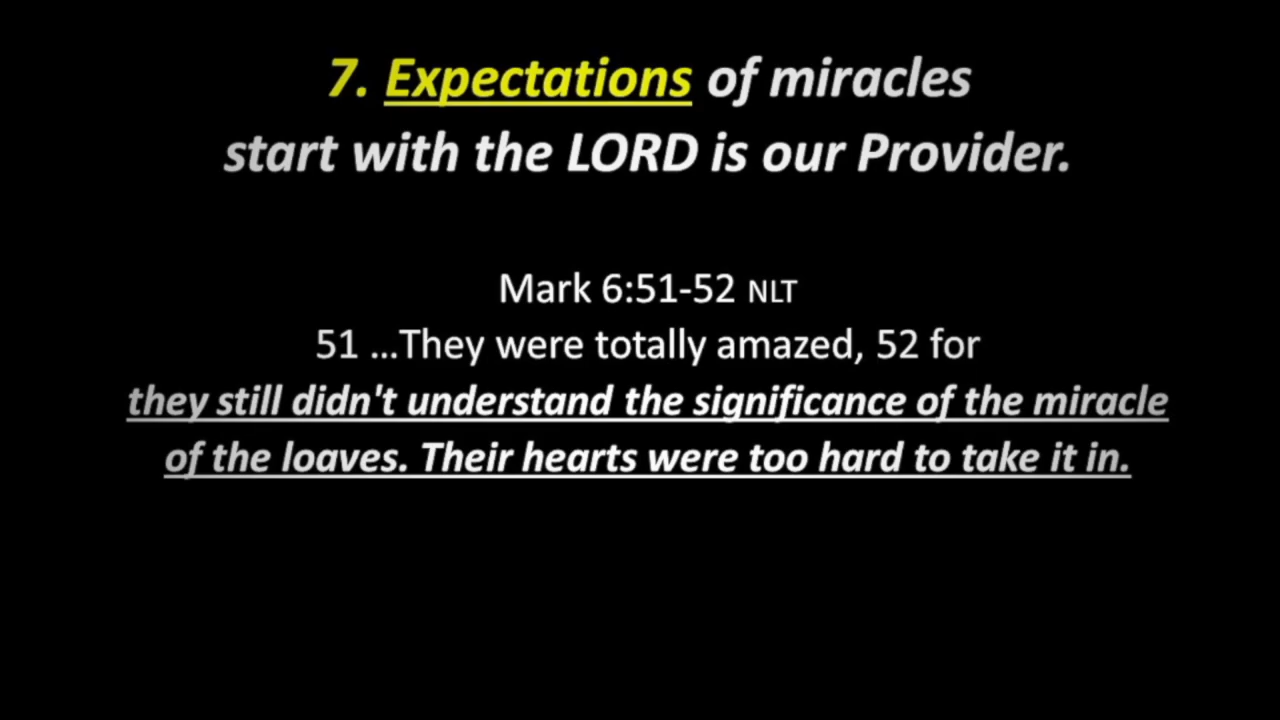 7. Expectations of miracles
start with the LORD is our Provider.
Mark 6:51-52 NLT
51 ...They were totally amazed, 52 for
they still didn't understand the significance of the miracle
of the loaves. Their hearts were too hard to take it in.